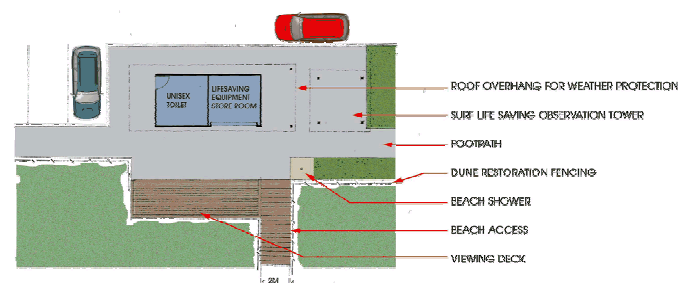 UNISEX
TOILET
LIFESAVING
EQUIPMENT
STORE ROOM
ROOF OVERHANG FOR WEATHER PROTECTION
SURF LIFE SAVING OBSERVATION TOWER
FOOTPATH
DUNE RESTORATION FENCING
BEACH SHOWER
BEACH ACCESS
VIEWING DECK
2M